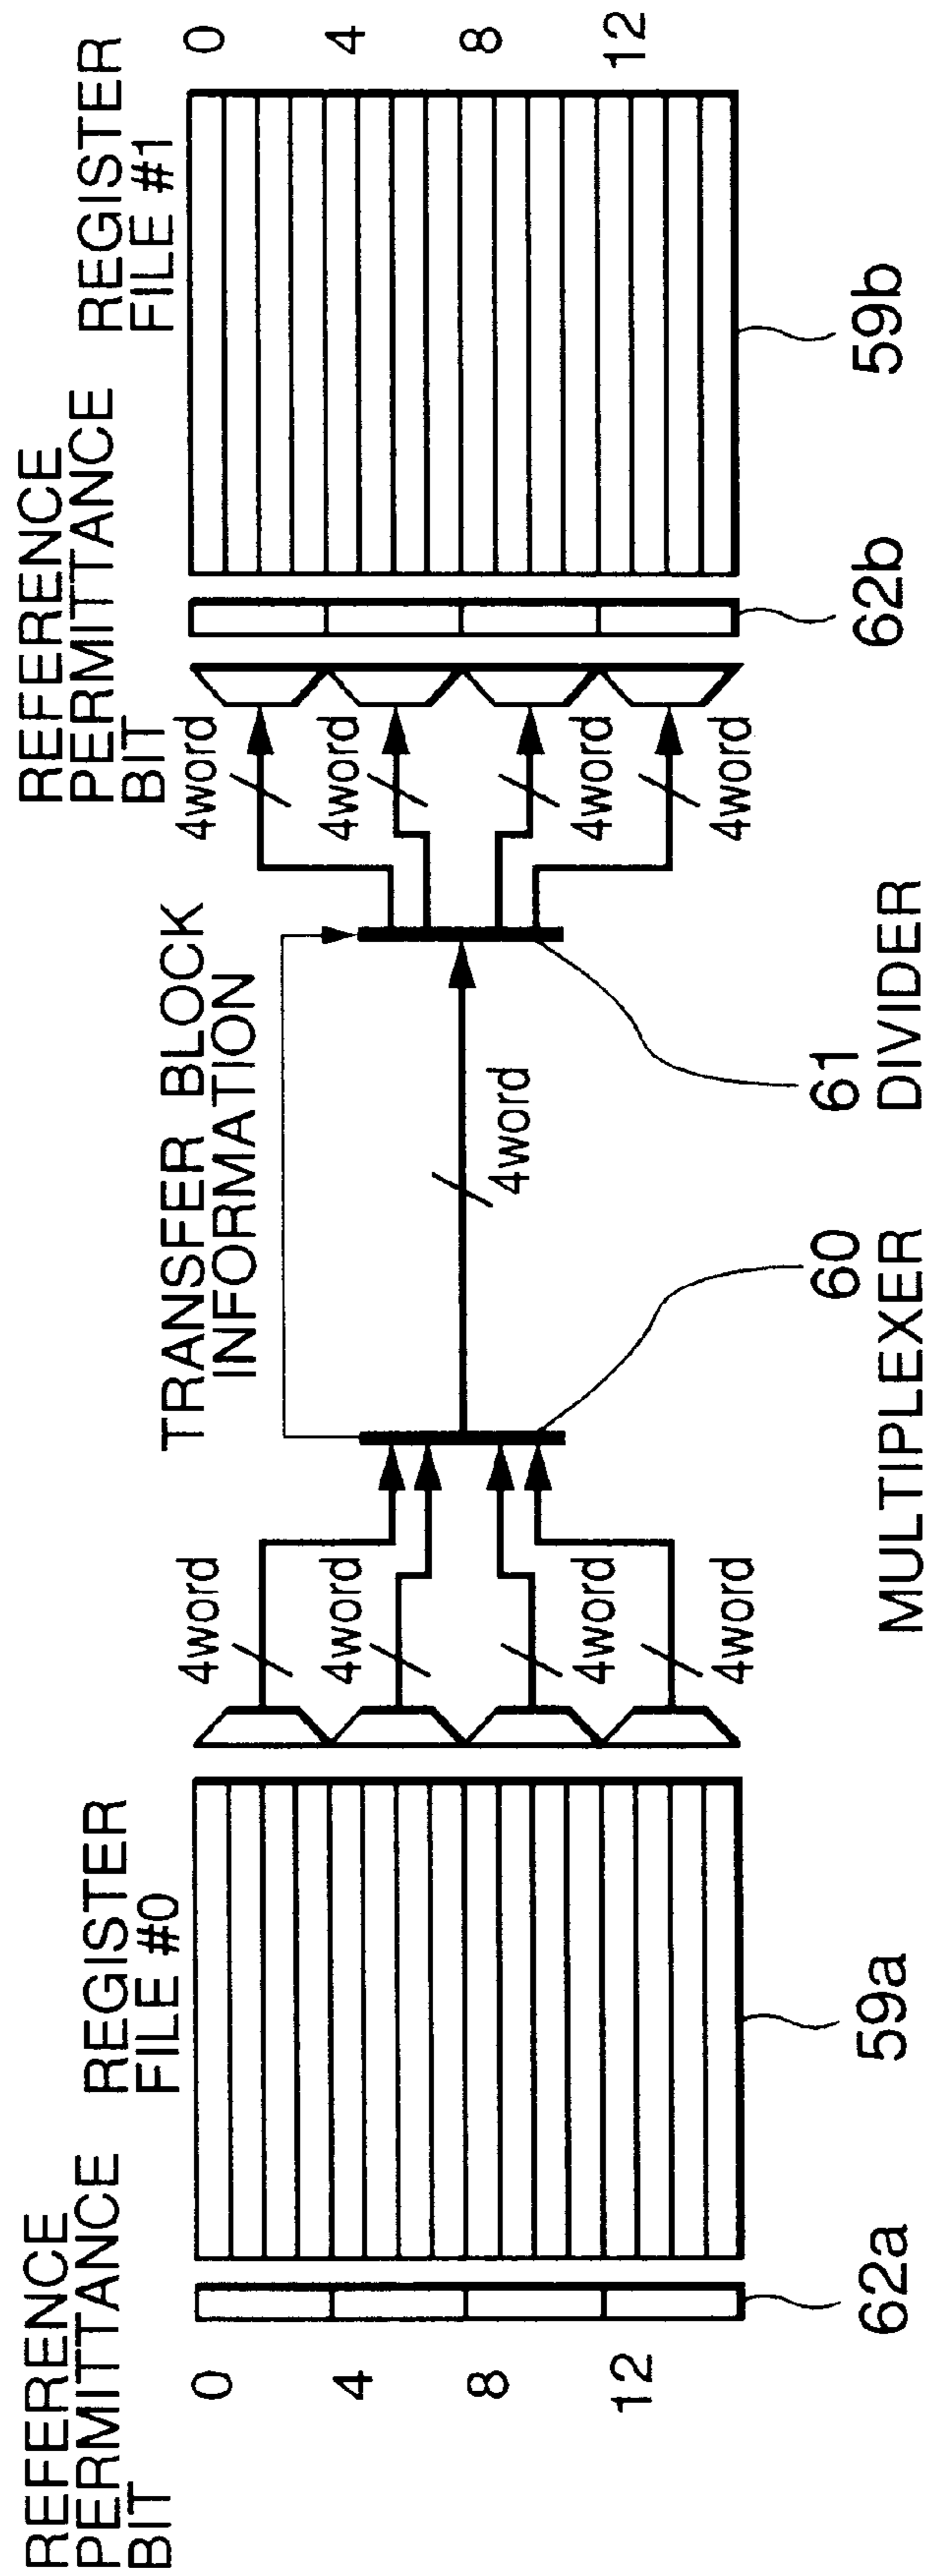 REFERENCE
PERMITTANCE
BIT
REGISTER
FILE #0
TRANSFER BLOCK
INFORMATION
REFERENCE
PERMITTANCE
BIT
REGISTER
FILE #1
0
4
8
12
4word
4word
4word
4word
4word
4word
4word
4word
4word
0
4
8
12
62a
59a
60
MULTIPLEXER
61
DIVIDER
62b
59b